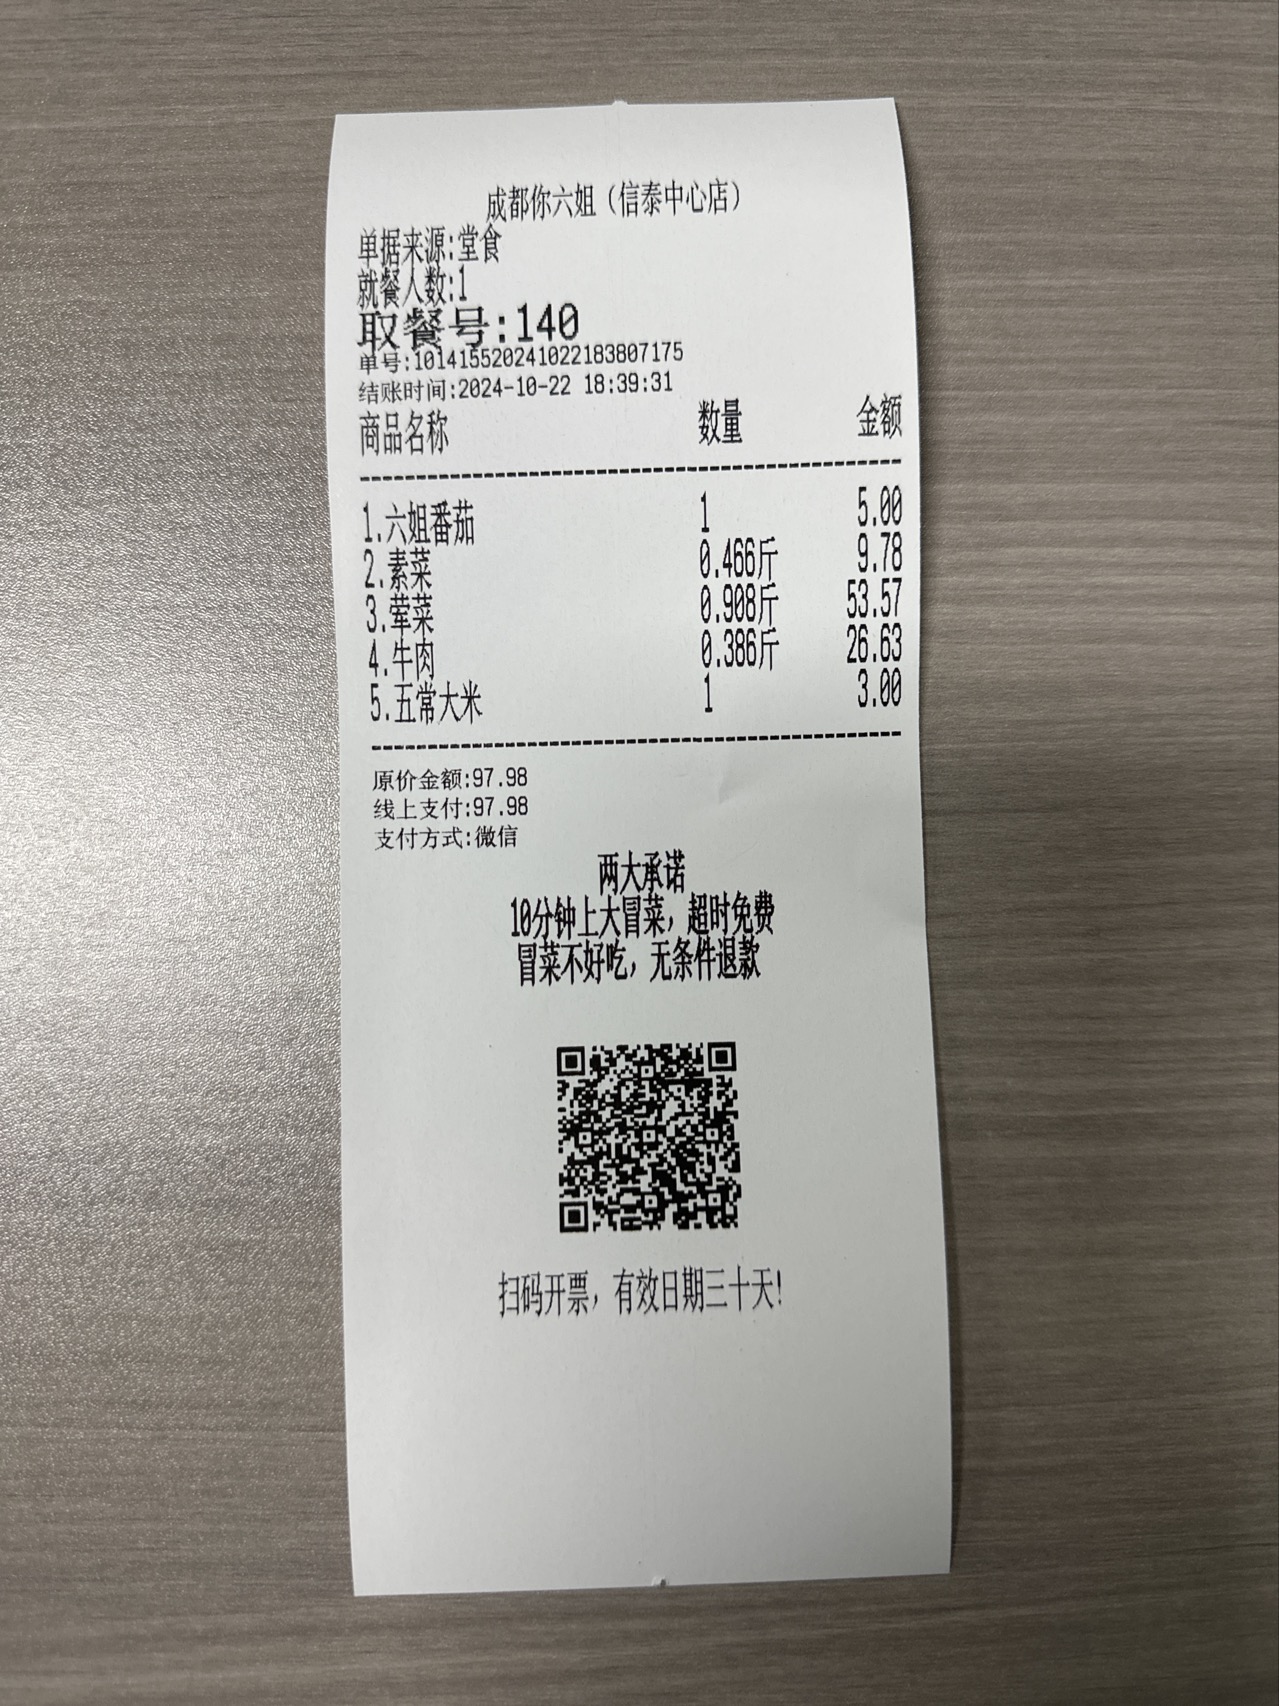 成都你六姐（信泰中心店）
单据来源:堂食
就餐人数:1
取餐号:140
单号:101415520241022183807175
结账时间:2024-10-22 18:39:31
商品名称 数量 金额
1.六姐番茄 1 5.00
2.素菜 0.466斤 9.78
3.荤菜 0.908斤 53.57
4.牛肉 0.386斤 26.63
5.五常大米 1 3.00
原价金额:97.98
线上支付:97.98
支付方式:微信
两大承诺
10分钟上大冒菜，超时免费
冒菜不好吃，无条件退款
扫码开票，有效日期三十天!